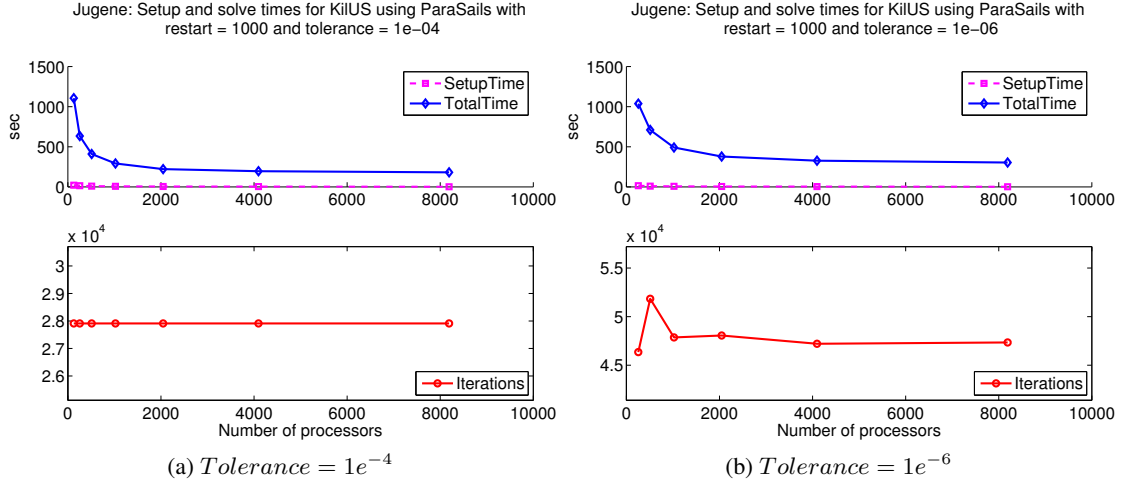 Jugene: Setup and solve times for KilUS using ParaSails with
restart = 1000 and tolerance = 1e−04
1500
1000
500
0
sec
SetupTime
TotalTime
0
2000
4000
6000
8000
10000
x 10⁴
3
2.9
2.8
2.7
2.6
Iterations
0
2000
4000
6000
8000
10000
Number of processors
(a) Tolerance = 1e⁻⁴
Jugene: Setup and solve times for KilUS using ParaSails with
restart = 1000 and tolerance = 1e−06
1500
1000
500
0
sec
SetupTime
TotalTime
0
2000
4000
6000
8000
10000
x 10⁴
5.5
5
4.5
Iterations
0
2000
4000
6000
8000
10000
Number of processors
(b) Tolerance = 1e⁻⁶